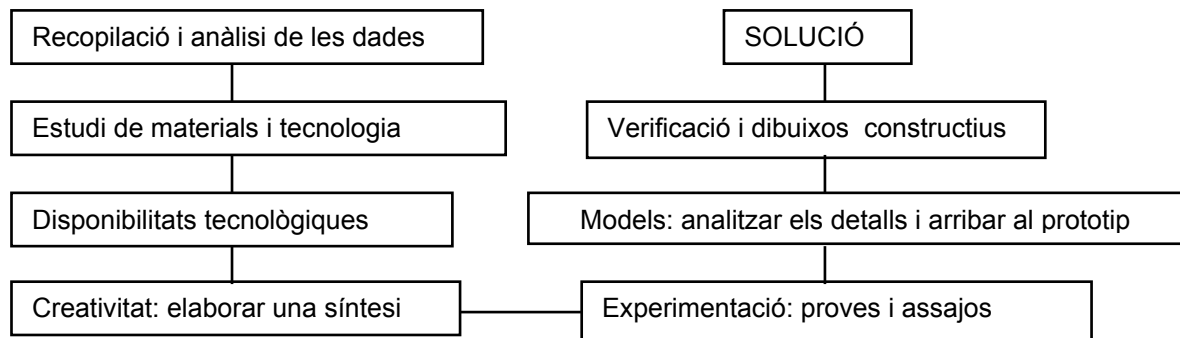 Recopilació i anàlisi de les dades
SOLUCIÓ
Estudi de materials i tecnologia
Verificació i dibuixos constructius
Disponibilitats tecnològiques
Models: analitzar els detalls i arribar al prototip
Creativitat: elaborar una síntesi
Experimentació: proves i assajos